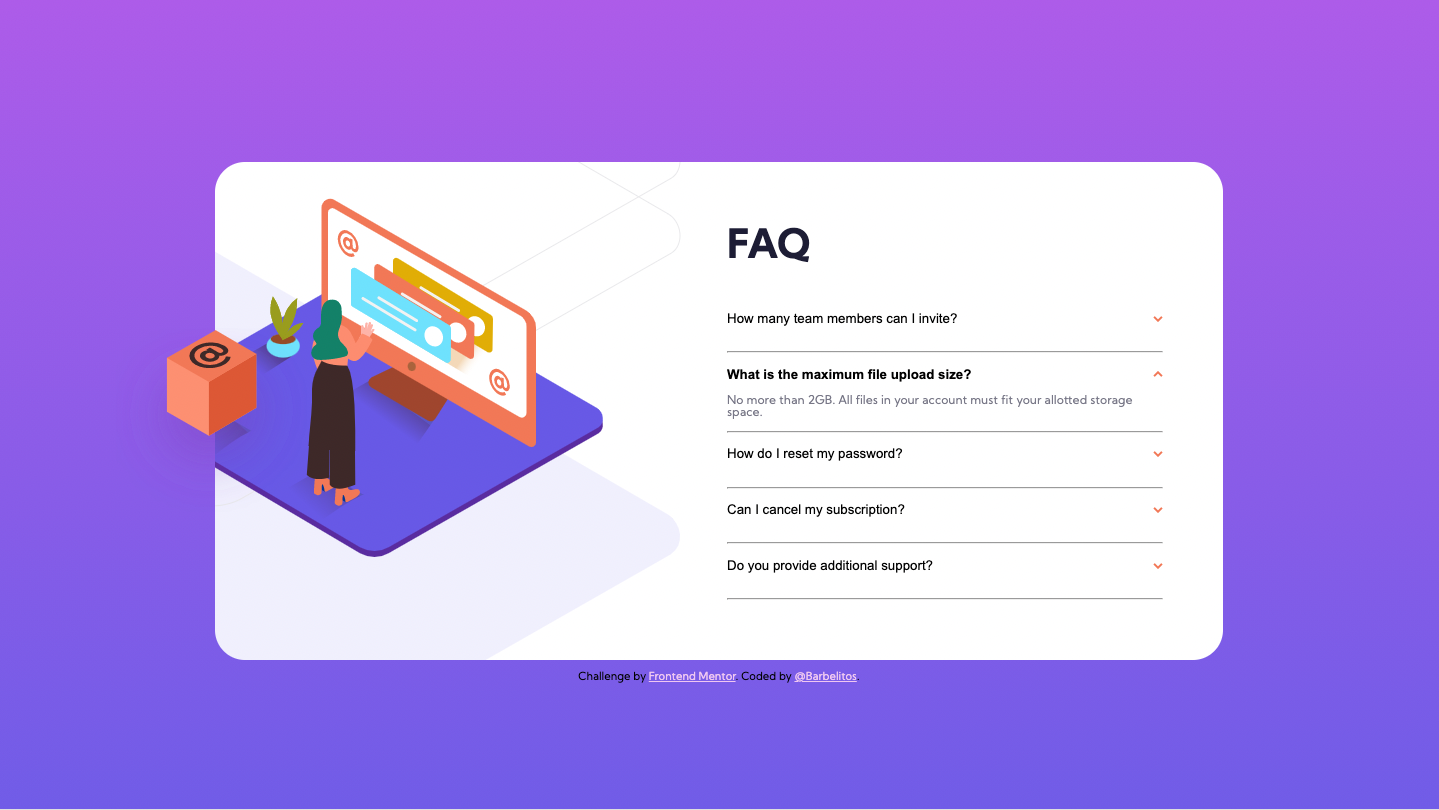 FAQ
How many team members can I invite?
What is the maximum file upload size?
No more than 2GB. All files in your account must fit your allotted storage
space.
How do I reset my password?
Can I cancel my subscription?
Do you provide additional support?
Challenge by Frontend Mentor. Coded by @Barbelitos.
@
@
@